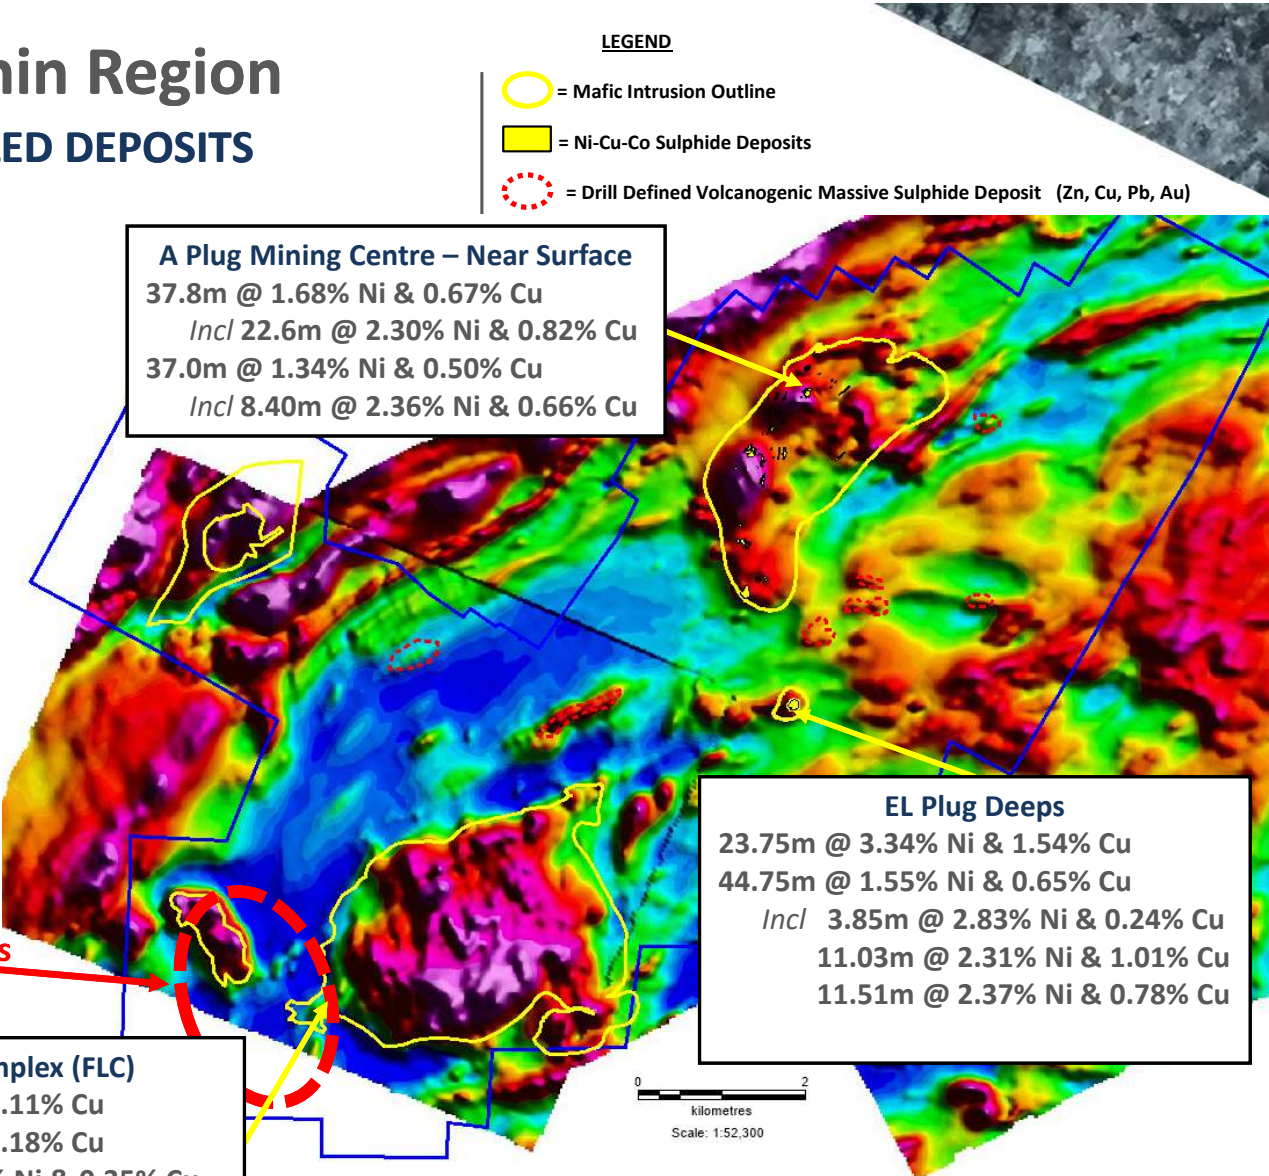 Region
DEPOSITS
LEGEND
= Mafic Intrusion Outline
= Ni-Cu-Co Sulphide Deposits
= Drill Defined Volcanogenic Massive Sulphide Deposit (Zn, Cu, Pb, Au)
A Plug Mining Centre – Near Surface
37.8m @ 1.68% Ni & 0.67% Cu
Incl 22.6m @ 2.30% Ni & 0.82% Cu
37.0m @ 1.34% Ni & 0.50% Cu
Incl 8.40m @ 2.36% Ni & 0.66% Cu
EL Plug Deeps
23.75m @ 3.34% Ni & 1.54% Cu
44.75m @ 1.55% Ni & 0.65% Cu
Incl 3.85m @ 2.83% Ni & 0.24% Cu
11.03m @ 2.31% Ni & 1.01% Cu
11.51m @ 2.37% Ni & 0.78% Cu
(FLC)
.11% Cu
.18% Cu
0 2
kilometres
Scale: 1:52,300